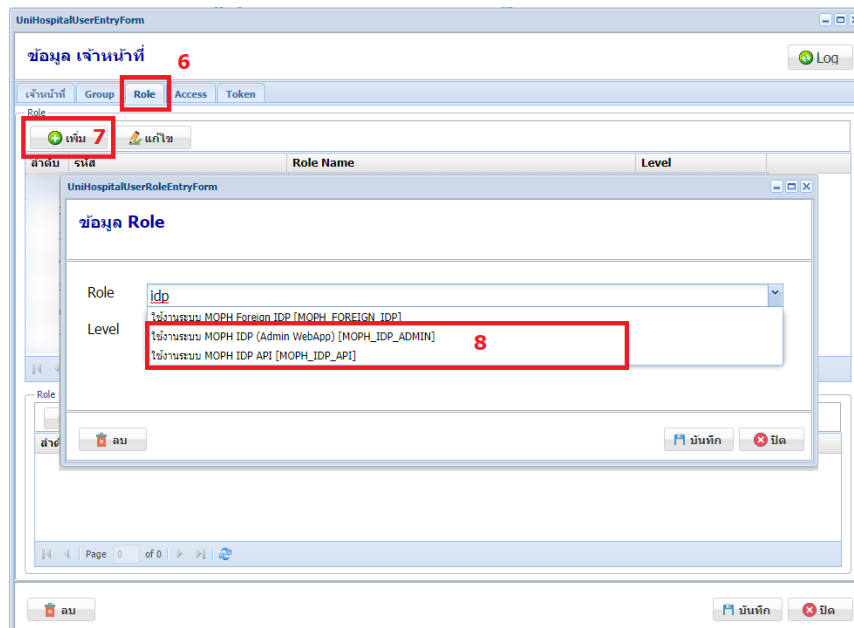 UniHospitalUserEntryForm
ข้อมูล เจ้าหน้าที่
6
Log
เจ้าหน้าที่ Group Role Access Token
Role
เพิ่ม 7 แก้ไข
ลำดับ รหัส Role Name Level
UniHospitalUserRoleEntryForm
ข้อมูล Role
Role idp
ใช้งานระบบ MOPH Foreign IDP [MOPH_FOREIGN_IDP]
Level ใช้งานระบบ MOPH IDP (Admin WebApp) [MOPH_IDP_ADMIN] 8
ใช้งานระบบ MOPH IDP API [MOPH_IDP_API]
Role
ลบ บันทึก ปิด
Page 0 of 0
ลบ บันทึก ปิด